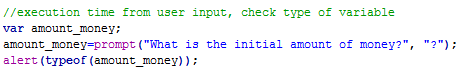 //execution time from user input, check type of variable
var amount_money;
amount_money=prompt("What is the initial amount of money?", "?");
alert(typeof(amount_money));